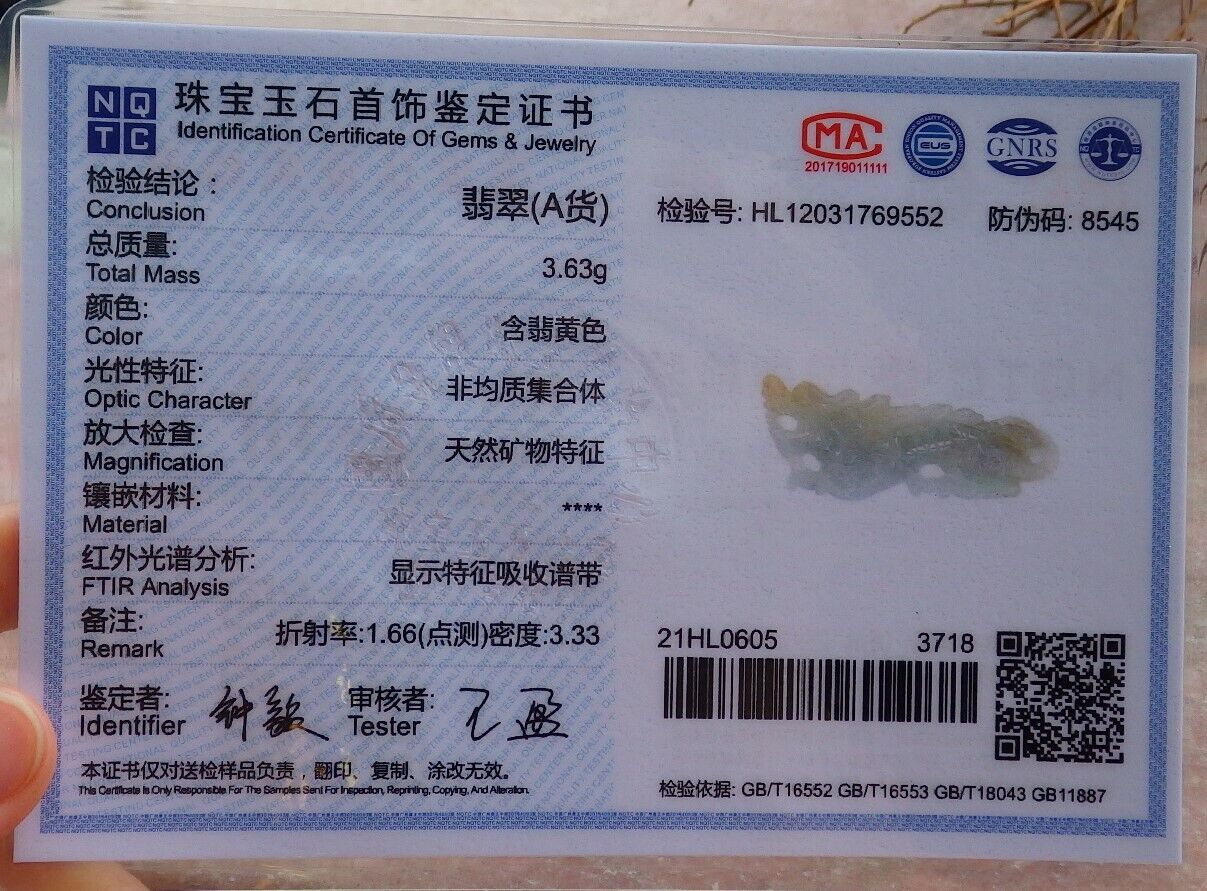 NQ
TC
珠宝玉石首饰鉴定证书
Identification Certificate Of Gems & Jewelry
检验结论：
Conclusion
翡翠(A货)
总质量:
Total Mass
3.63g
颜色:
Color
含翡黄色
光性特征:
Optic Character
非均质集合体
放大检查:
Magnification
天然矿物特征
镶嵌材料:
Material
****
红外光谱分析:
FTIR Analysis
显示特征吸收谱带
备注:
Remark
折射率:1.66(点测)密度:3.33
鉴定者:
Identifier
审核者:
Tester
本证书仅对送检样品负责，翻印、复制、涂改无效。
This Certificate Is Only Responsible For The Samples Sent For Inspection, Reprinting, Copying, And Alteration.
MA
201719011111
GNRS
检验号: HL12031769552 防伪码: 8545
21HL0605 3718
检验依据: GB/T16552 GB/T16553 GB/T18043 GB11887